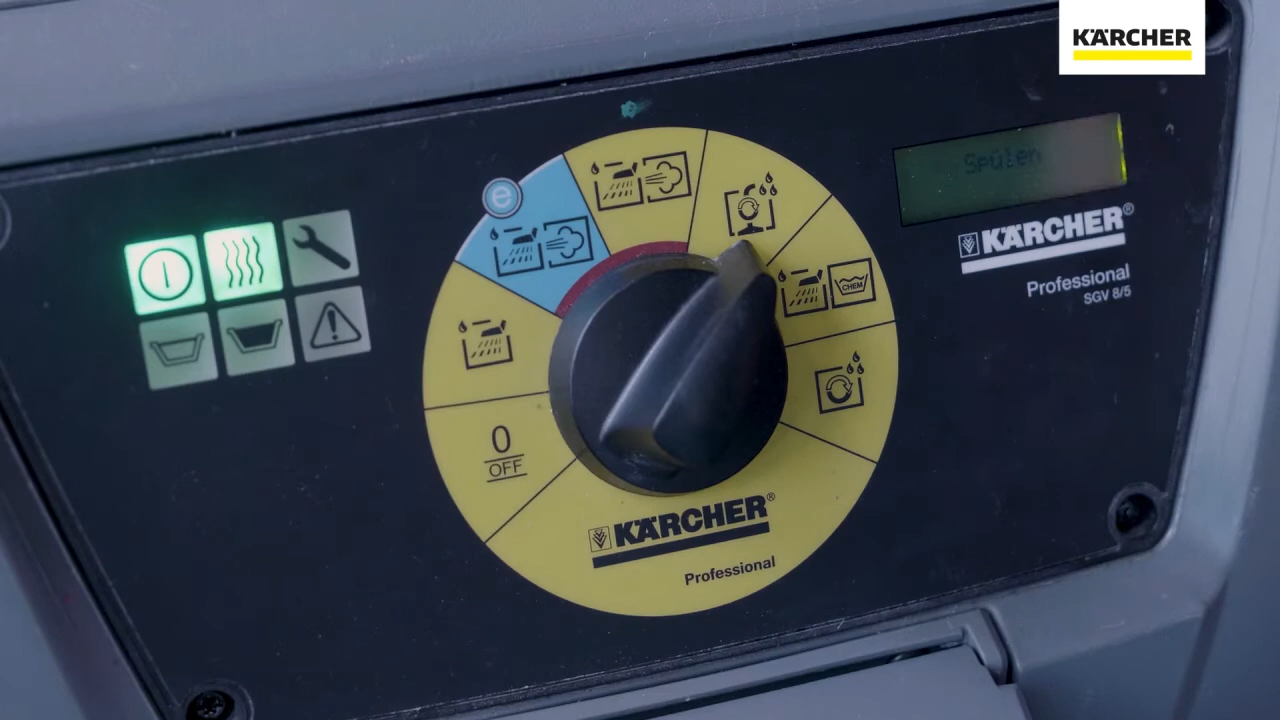 KÄRCHER
Spülen
KÄRCHER®
Professional
SGV 8/5
e
CHEM
0
OFF
KÄRCHER®
Professional